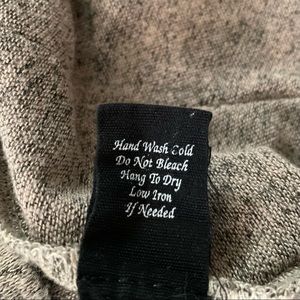 Hand Wash Cold
Do Not Bleach
Hang To Dry
Low Iron
If Needed